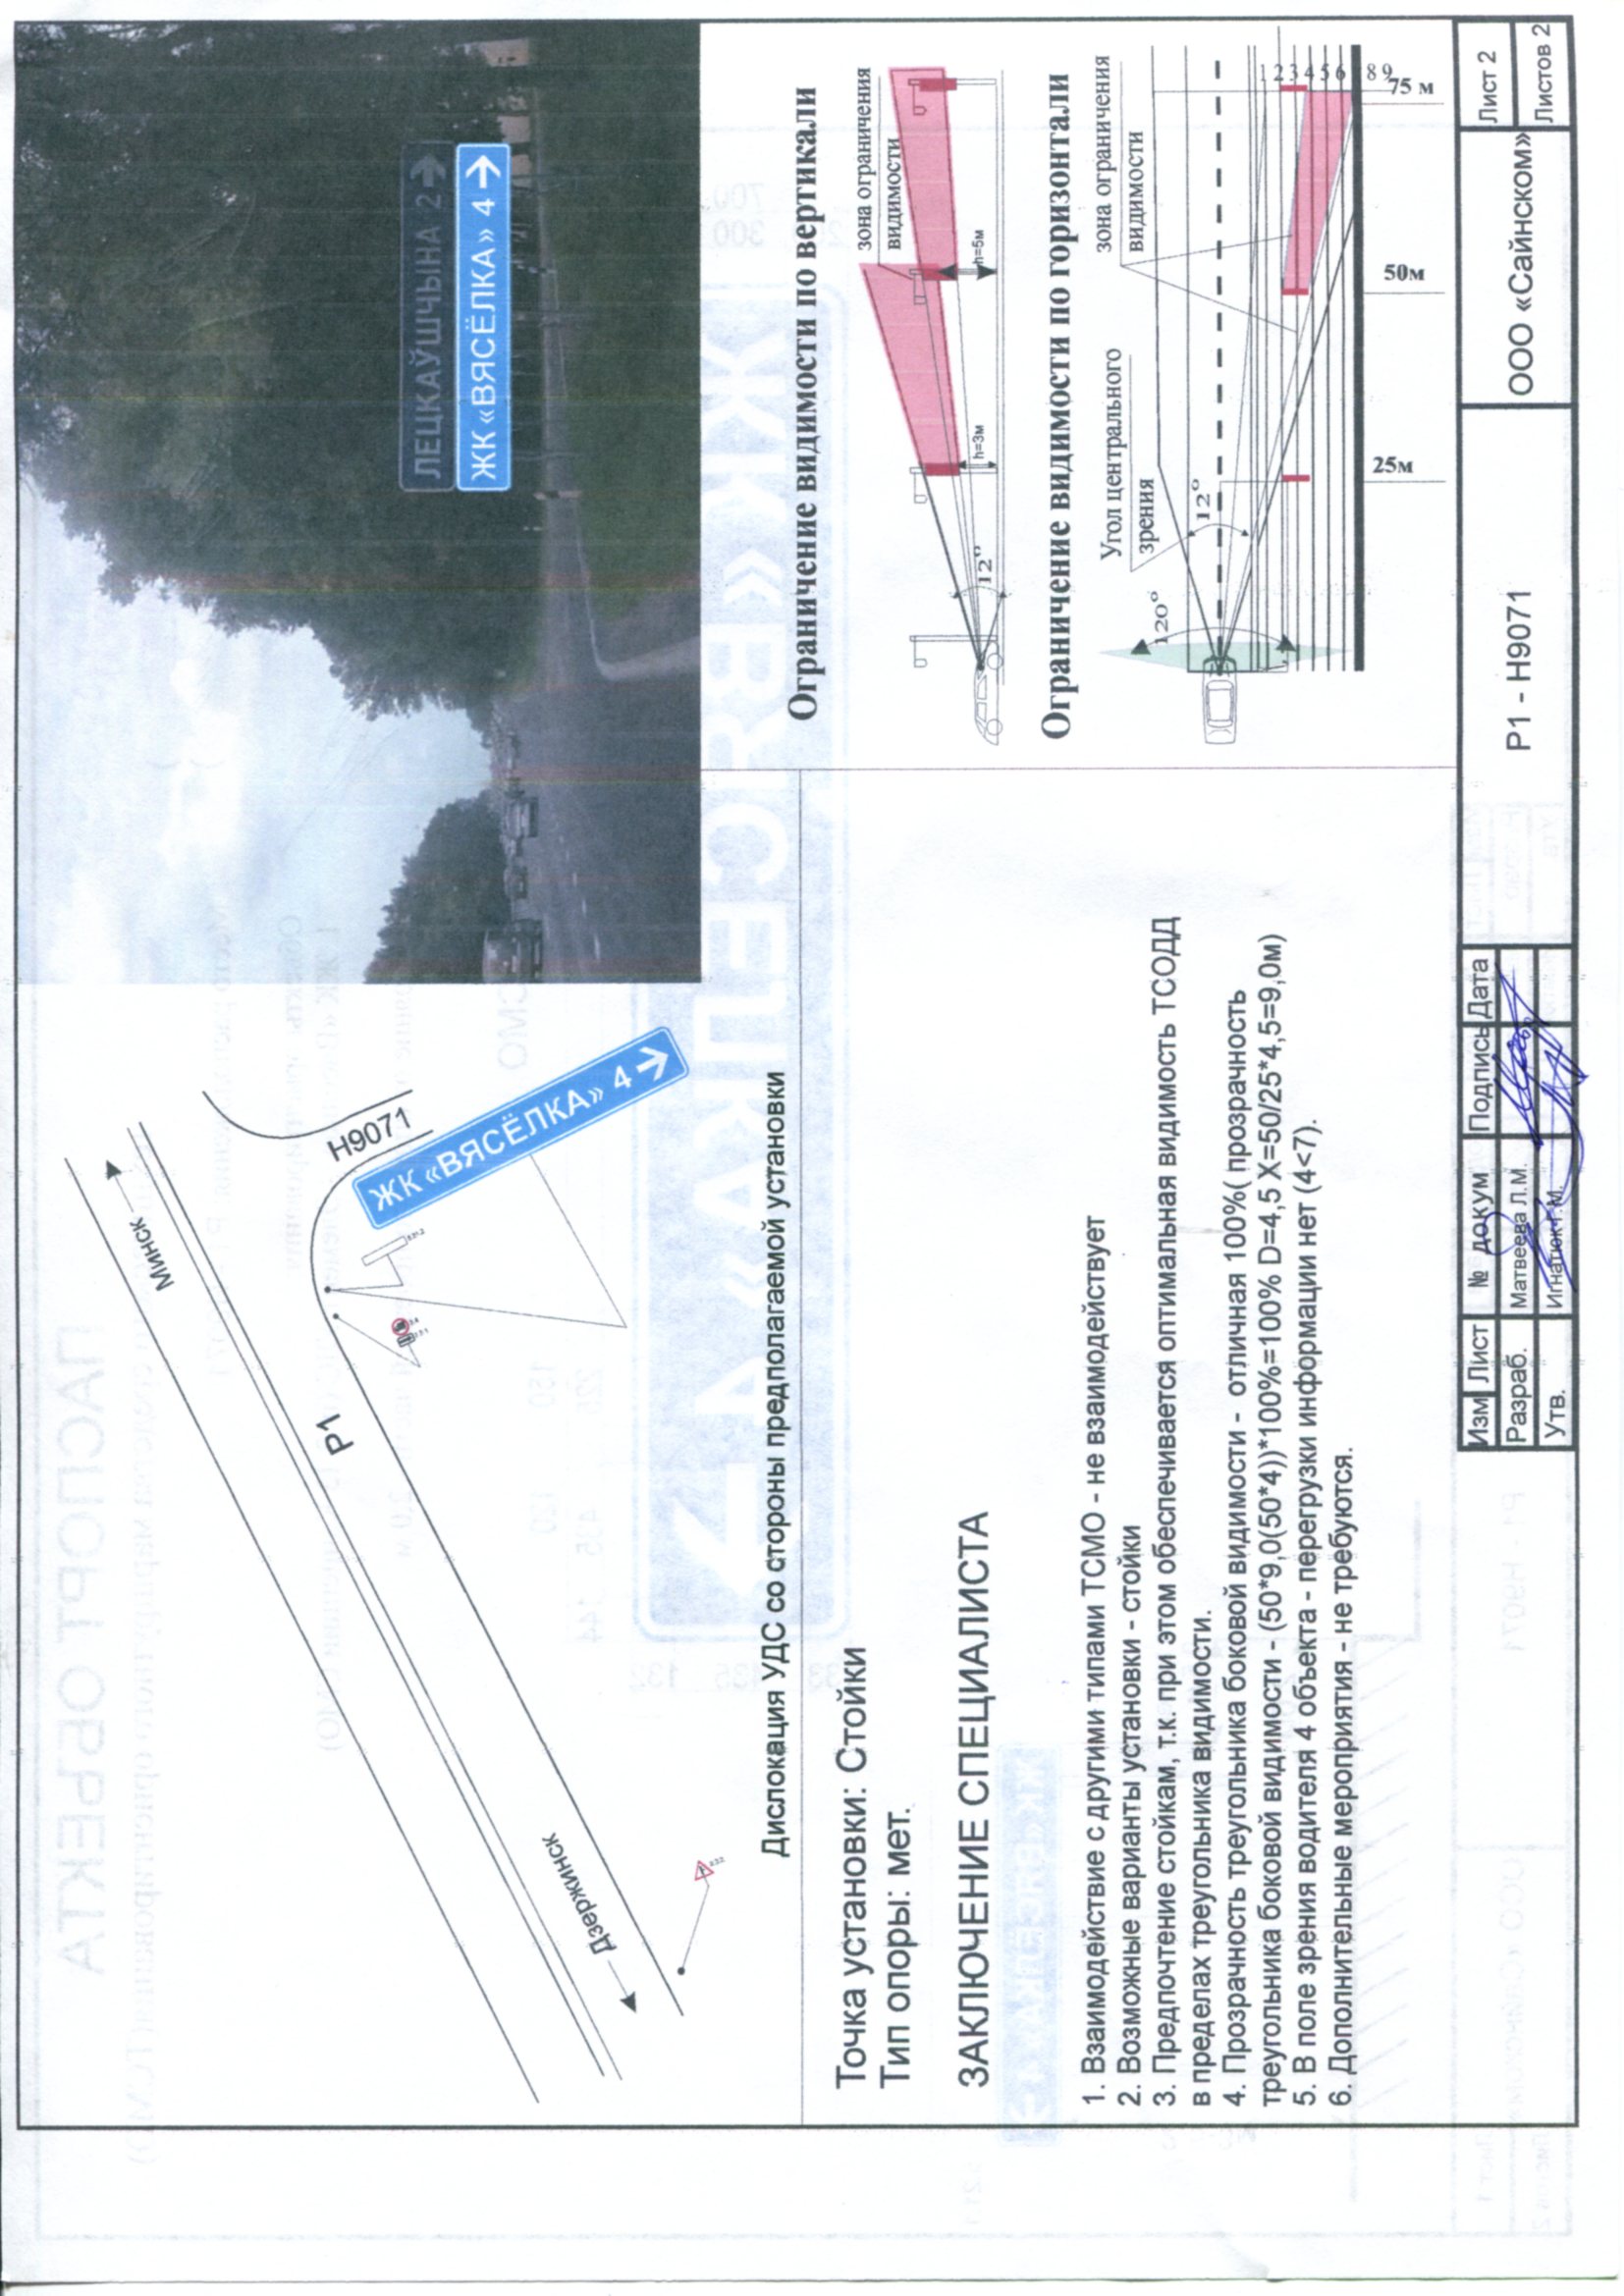 Минск
Р1
Н9071
ЖК «ВЯСЁЛКА» 4
Дзержинск
Дислокация УДС со стороны предполагаемой установки
ЛЕЦКАЎШЧЫНА 2
ЖК «ВЯСЁЛКА» 4
Точка установки: Стойки
Тип опоры: мет.
ЗАКЛЮЧЕНИЕ СПЕЦИАЛИСТА
1. Взаимодействие с другими типами ТСМО - не взаимодействует
2. Возможные варианты установки - стойки
3. Предпочтение стойкам, т.к. при этом обеспечивается оптимальная видимость ТСОДД
в пределах треугольника видимости.
4. Прозрачность треугольника боковой видимости - отличная 100%( прозрачность
треугольника боковой видимости - (50*9,0(50*4))*100%=100% D=4,5 X=50/25*4,5=9,0м)
5. В поле зрения водителя 4 объекта - перегрузки информации нет (4<7).
6. Дополнительные мероприятия - не требуются.
Ограничение видимости по вертикали
зона ограничения
видимости
h=3м
h=5м
12°
Ограничение видимости по горизонтали
Угол центрального
зрения
зона ограничения
видимости
120°
12°
1 2 3 4 5 6 8 9
25м
50м
75 м
Изм Лист № докум Подпись Дата
Разраб. Матвеева Л.М.
Утв. Игнатюк Г.М.
Р1 - Н9071
ООО «Сайнском»
Лист 2
Листов 2